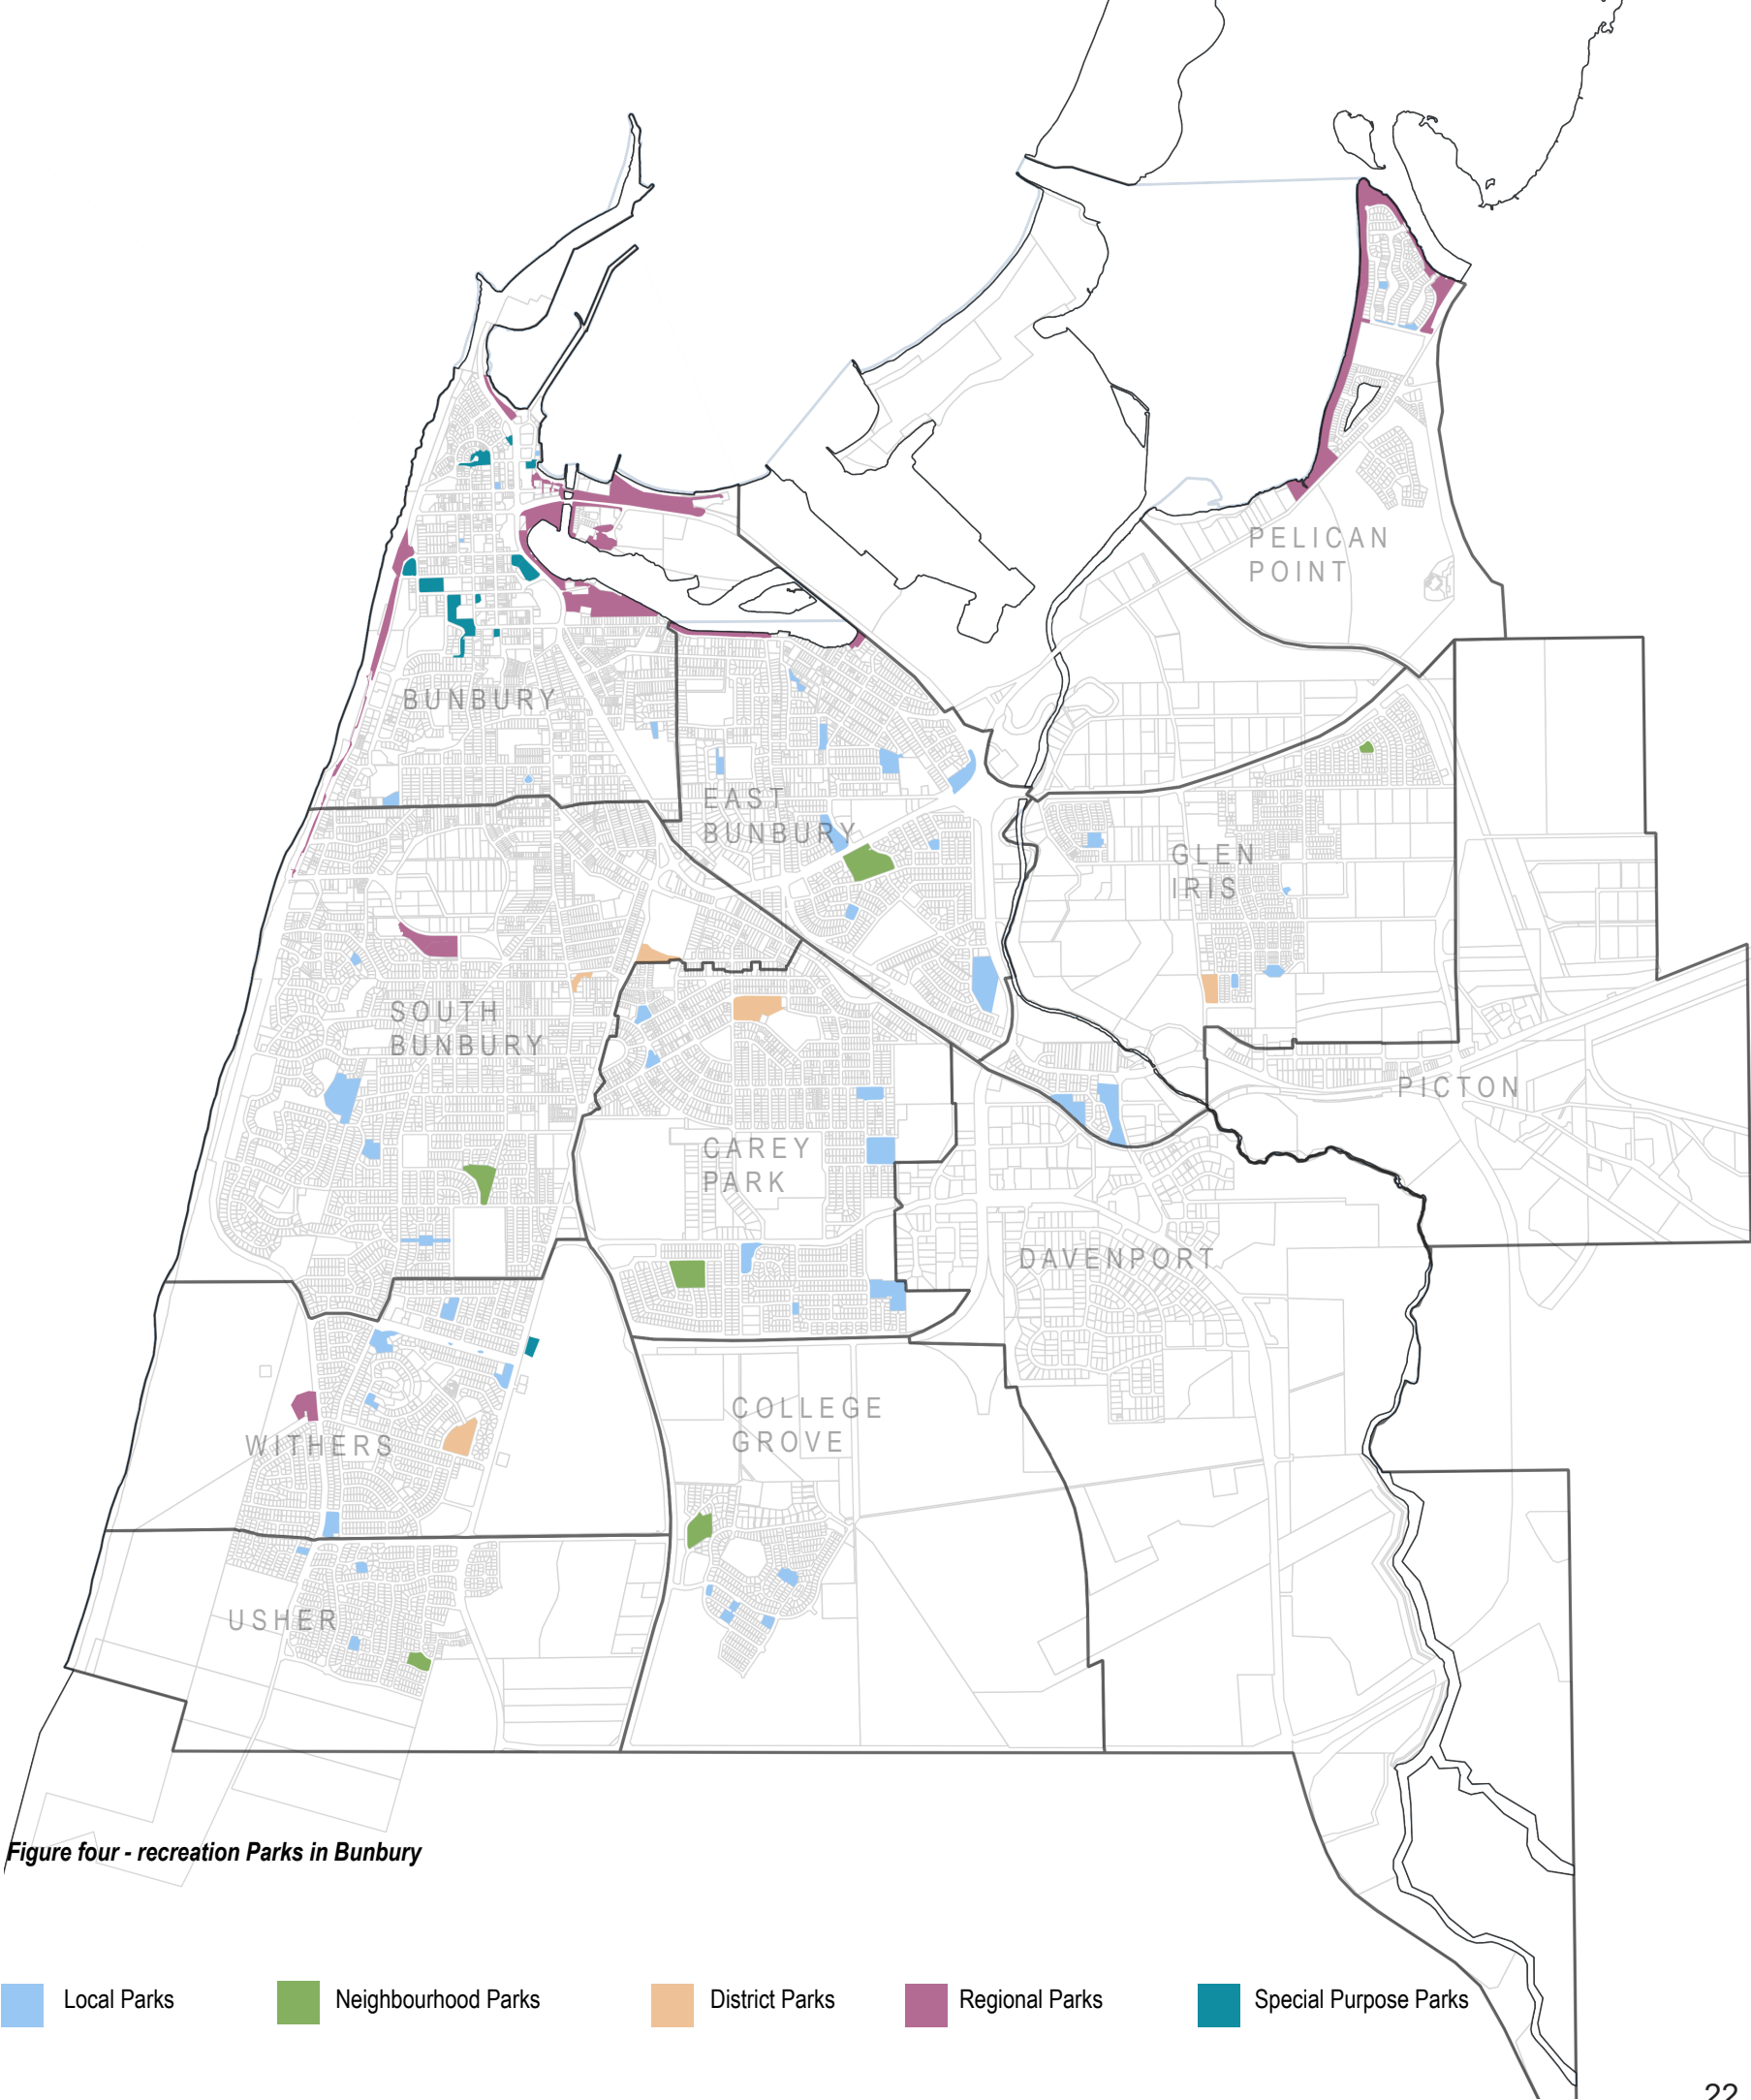 PELICAN
POINT
BUNBURY
EAST
BUNBURY
GLEN
IRIS
SOUTH
BUNBURY
PICTON
CAREY
PARK
DAVENPORT
COLLEGE
GROVE
WITHERS
USHER
Figure four - recreation Parks in Bunbury
Local Parks
Neighbourhood Parks
District Parks
Regional Parks
Special Purpose Parks
22